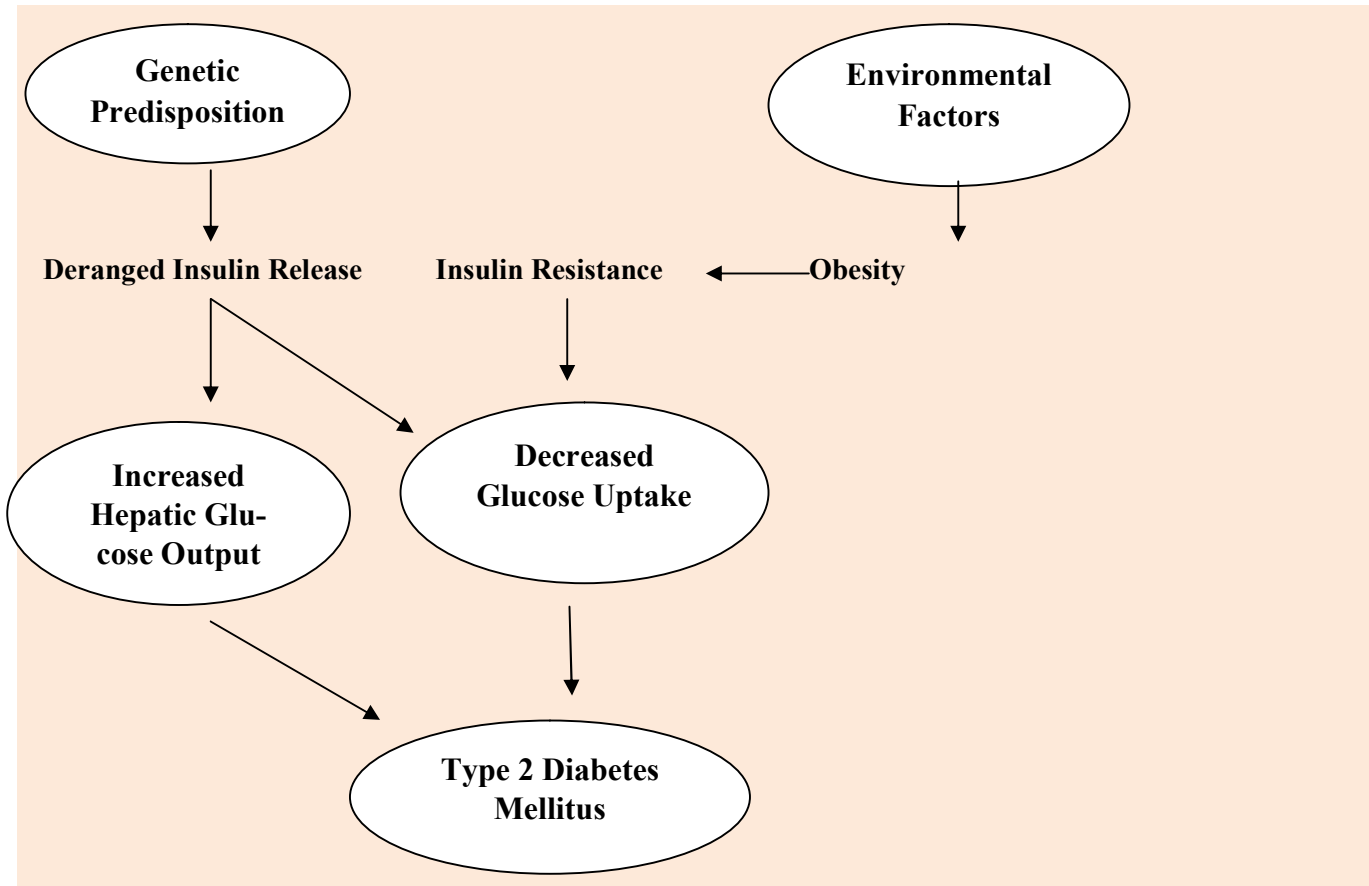 Genetic
Predisposition
Environmental
Factors
Deranged Insulin Release
Insulin Resistance
Obesity
Increased
Hepatic Glu-
cose Output
Decreased
Glucose Uptake
Type 2 Diabetes
Mellitus